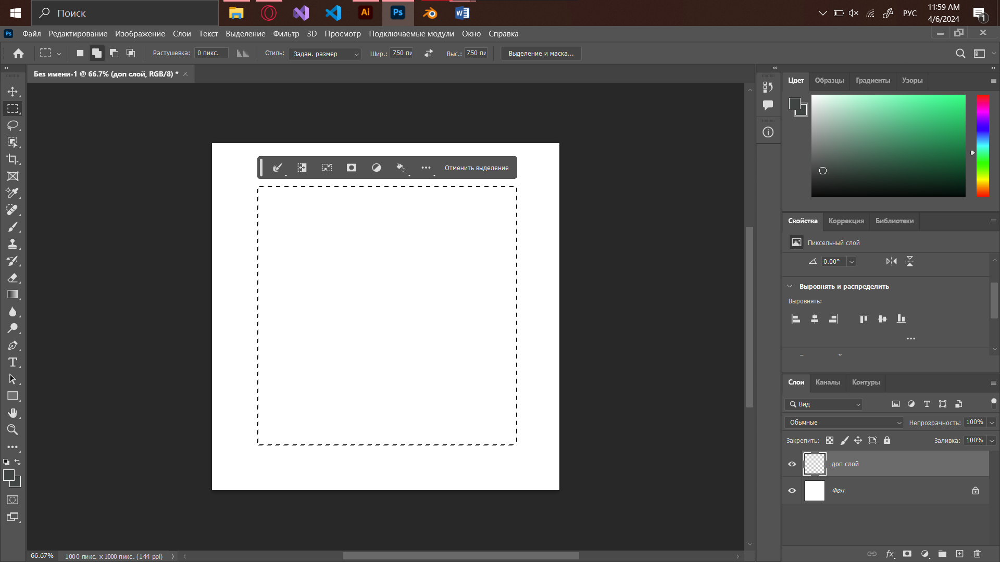 Поиск
Ai
Ps
W
РУС
11:59 AM
4/6/2024
1
Ps Файл Редактирование Изображение Слои Текст Выделение Фильтр 3D Просмотр Подключаемые модули Окно Справка
Растушевка: 0 пикс. Стиль: Задан. размер Шир.: 750 пи Выс.: 750 пи Выделение и маска...
Без имени-1 @ 66.7% (доп слой, RGB/8) *
Отменить выделение
66.67% 1000 пикс. x 1000 пикс. (144 ppi)
Цвет Образцы Градиенты Узоры
Свойства Коррекция Библиотеки
Пиксельный слой
0.00°
Выровнять и распределить
Выровнять:
Слои Каналы Контуры
Вид
Обычные Непрозрачность: 100%
Закрепить: Заливка: 100%
доп слой
Фон
fx